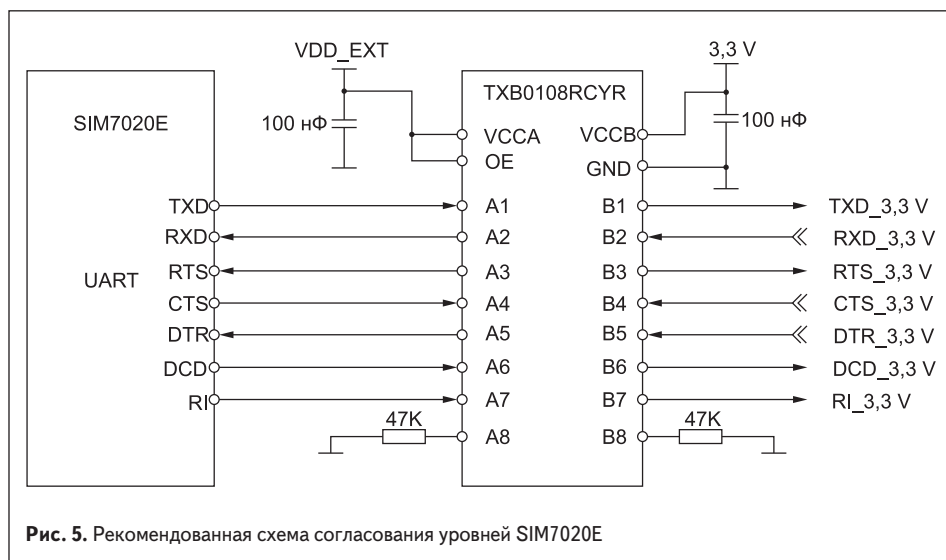 VDD_EXT
3,3 V
TXB0108RCYR
SIM7020E
100 нФ
VCCA
VCCB
100 нФ
OE
GND
TXD
A1
B1
TXD_3,3 V
RXD
A2
B2
RXD_3,3 V
UART
RTS
A3
B3
RTS_3,3 V
CTS
A4
B4
CTS_3,3 V
DTR
A5
B5
DTR_3,3 V
DCD
A6
B6
DCD_3,3 V
RI
A7
B7
RI_3,3 V
47K
A8
B8
47K
Рис. 5. Рекомендованная схема согласования уровней SIM7020E